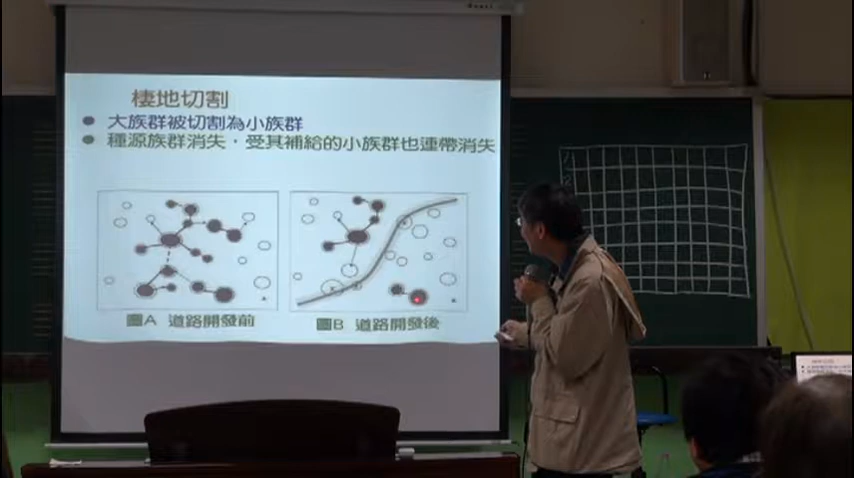 棲地切割
大族群被切割為小族群
種源族群消失,受其補給的小族群也連帶消失
圖A 道路開發前
圖B 道路開發後